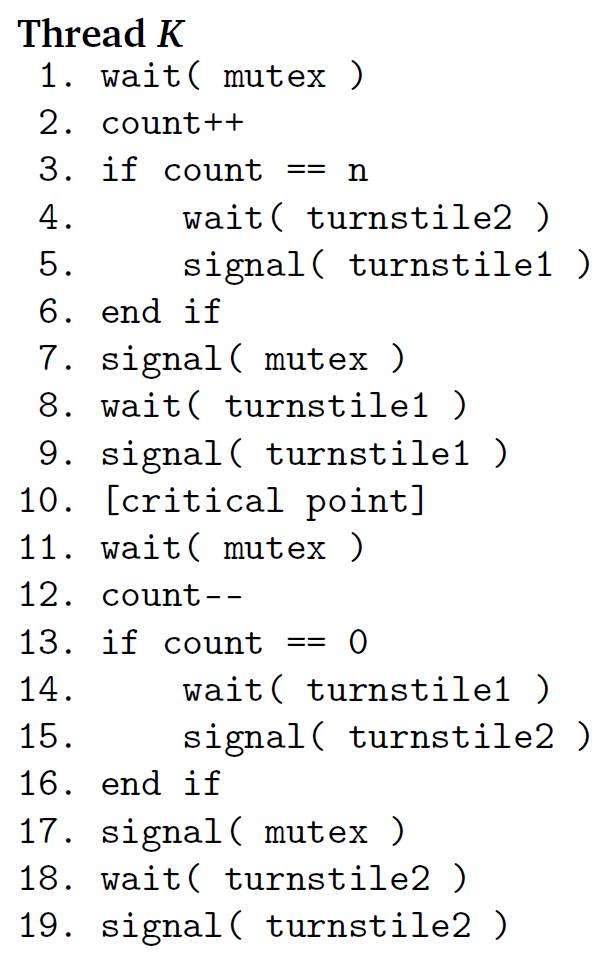 Thread K
1. wait( mutex )
2. count++
3. if count == n
4.     wait( turnstile2 )
5.     signal( turnstile1 )
6. end if
7. signal( mutex )
8. wait( turnstile1 )
9. signal( turnstile1 )
10. [critical point]
11. wait( mutex )
12. count--
13. if count == 0
14.     wait( turnstile1 )
15.     signal( turnstile2 )
16. end if
17. signal( mutex )
18. wait( turnstile2 )
19. signal( turnstile2 )